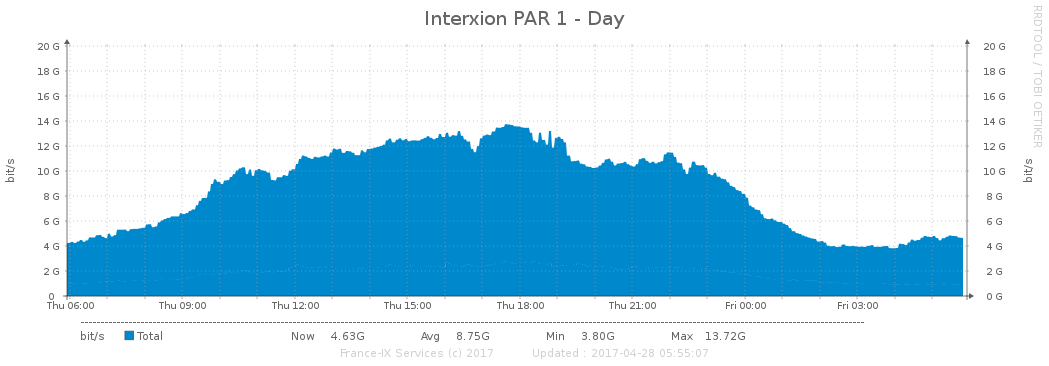 Interxion PAR 1 - Day
RRDTOOL / TOBI OETIKER
20 G 20 G
18 G 18 G
16 G 16 G
14 G 14 G
12 G 12 G
10 G 10 G
8 G 8 G
6 G 6 G
4 G 4 G
2 G 2 G
0 0 G
bit/s
bit/s
Thu 06:00 Thu 09:00 Thu 12:00 Thu 15:00 Thu 18:00 Thu 21:00 Fri 00:00 Fri 03:00
bit/s Total Now 4.63G Avg 8.75G Min 3.80G Max 13.72G
France-IX Services (c) 2017 Updated : 2017-04-28 05:55:07